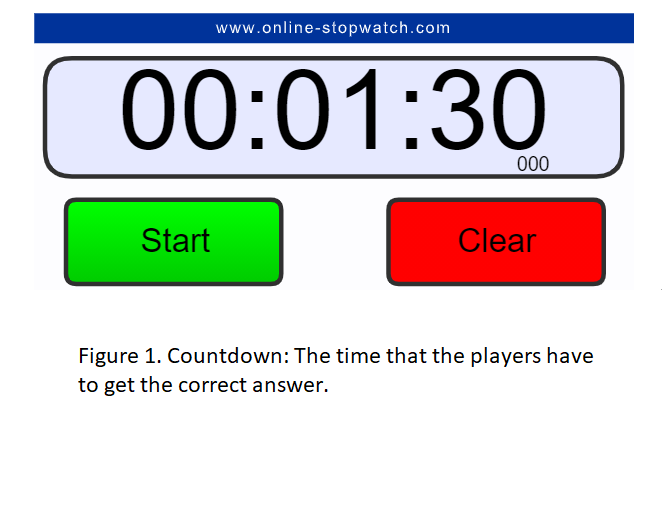 www.online-stopwatch.com
00:01:30
000
Start
Clear
Figure 1. Countdown: The time that the players have
to get the correct answer.